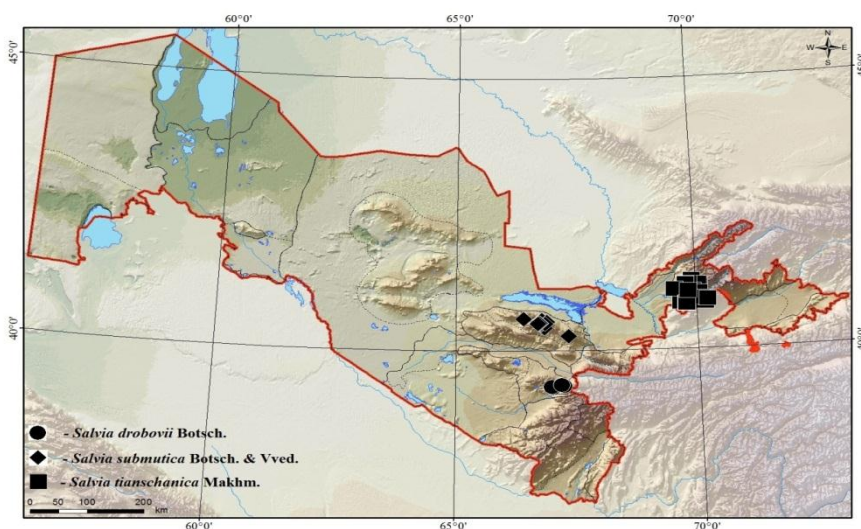 60°0' 65°0' 70°0'
45°0'
N
W E
S
45°0'
40°0'
40°0'
- Salvia drobovii Botsch.
- Salvia submutica Botsch. & Vved.
- Salvia tianschanica Makhm.
0 50 100 200
km
60°0' 65°0' 70°0'